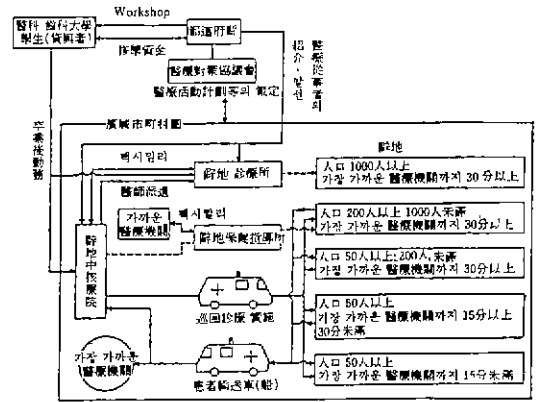 Workshop
醫科 齒科大學
學生(貸與者)
都道府縣
修學資金
醫療對策協議會
醫療活動計劃等의 策定
醫療從事者의
紹介·알선
卒業後勤務
廣域市町村圈
僻地
팩시밀리
僻地 診療所
人口 1000人以上
가장 가까운 醫療機關까지 30分以上
醫師派遣
가까운
醫療機關
팩시밀리
僻地保健指導所
人口 200人以上 1000人未滿
가장 가까운 醫療機關까지 30分以上
僻地中核病院
人口 50人以上 200人 未滿
가장 가까운 醫療機關까지 30分以上
巡回診療 實施
人口 50人以上
가장 가까운 醫療機關까지 15分以上
30分未滿
가장 가까운
醫療機關
患者輸送車(船)
人口 50人以上
가장 가까운 醫療機關까지 15分未滿